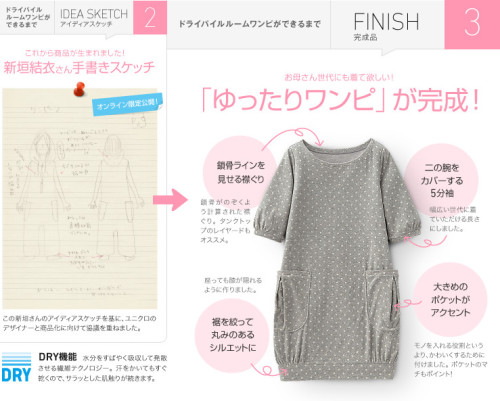 ドライパイル
ルームワンピが
できるまで
IDEA SKETCH
アイディアスケッチ
2
これから商品が生まれました！
新垣結衣さん手書きスケッチ
オンライン限定公開！
この新垣さんのアイディアスケッチを基に、ユニクロの
デザイナーと商品化に向けて協議を重ねました。
DRY
DRY機能 水分をすばやく吸収して発散
させる繊維テクノロジー。汗をかいてもすぐ
乾くので、サラッとした肌触りが続きます。
ドライパイルルームワンピができるまで
FINISH
完成品
3
お母さん世代にも着て欲しい！
「ゆったりワンピ」が完成！
鎖骨ラインを
見せる襟ぐり
鎖骨がのぞくよ
う計算された襟
ぐり。タンクトッ
プのレイヤードも
オススメ。
二の腕を
カバーする
5分袖
幅広い世代に着
ていただける長さ
にしました。
座っても膝が隠れる
ように作りました。
裾を絞って
丸みのある
シルエットに
大きめの
ポケットが
アクセント
モノを入れる役割という
より、かわいくするために
付けました。ポケットのマ
チもポイント！